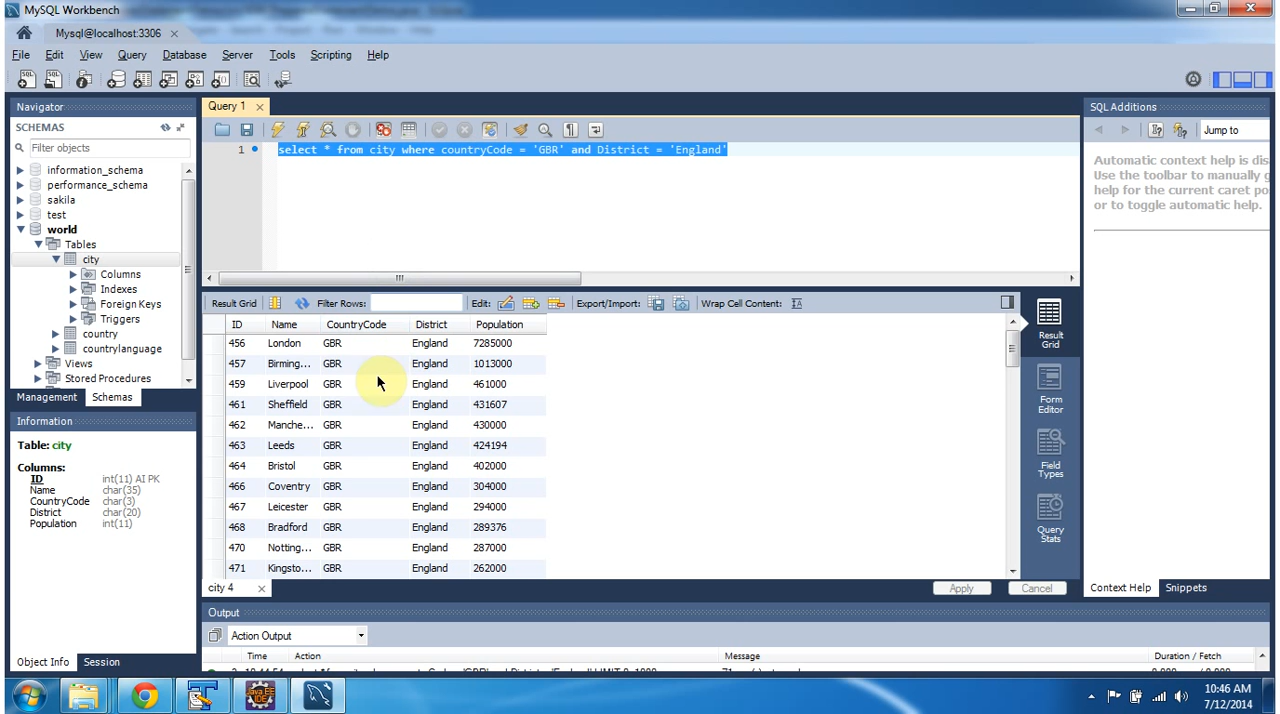 MySQL Workbench
Mysql@localhost:3306
File Edit View Query Database Server Tools Scripting Help
Navigator
SCHEMAS
Filter objects
information_schema
performance_schema
sakila
test
world
Tables
city
Columns
Indexes
Foreign Keys
Triggers
country
countrylanguage
Views
Stored Procedures
Management Schemas
Information
Table: city
Columns:
ID int(11) AI PK
Name char(35)
CountryCode char(3)
District char(20)
Population int(11)
Object Info Session
Query 1
1 select * from city where countryCode = 'GBR' and District = 'England'
Result Grid Filter Rows: Edit: Export/Import: Wrap Cell Content:
ID Name CountryCode District Population
456 London GBR England 7285000
457 Birming... GBR England 1013000
459 Liverpool GBR England 461000
461 Sheffield GBR England 431607
462 Manche... GBR England 430000
463 Leeds GBR England 424194
464 Bristol GBR England 402000
466 Coventry GBR England 304000
467 Leicester GBR England 294000
468 Bradford GBR England 289376
470 Notting... GBR England 287000
471 Kingsto... GBR England 262000
Result
Grid
Form
Editor
Field
Types
Query
Stats
city 4
Apply Cancel
Output
Action Output
Time Action Message Duration / Fetch
SQL Additions
Jump to
Automatic context help is dis
Use the toolbar to manually g
help for the current caret pos
or to toggle automatic help.
Context Help Snippets
Java EE
IDE
10:46 AM
7/12/2014